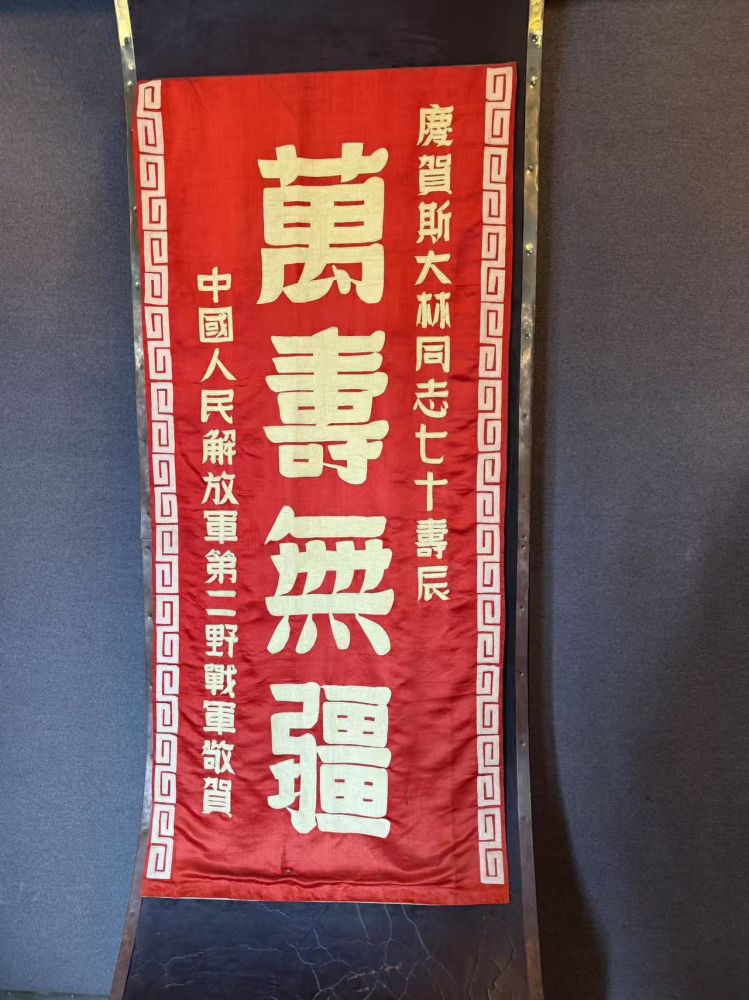 慶賀斯大林同志七十壽辰
萬壽無疆
中國人民解放軍第二野戰軍敬賀